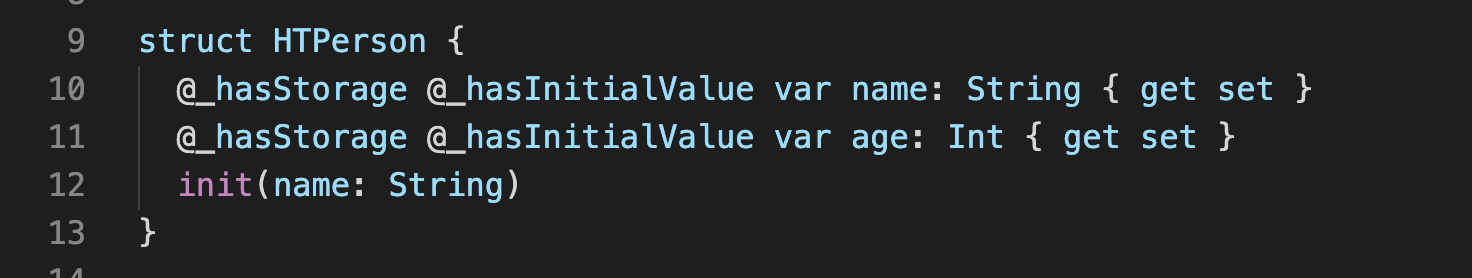 9 struct HTPerson {
10 @_hasStorage @_hasInitialValue var name: String { get set }
11 @_hasStorage @_hasInitialValue var age: Int { get set }
12 init(name: String)
13 }